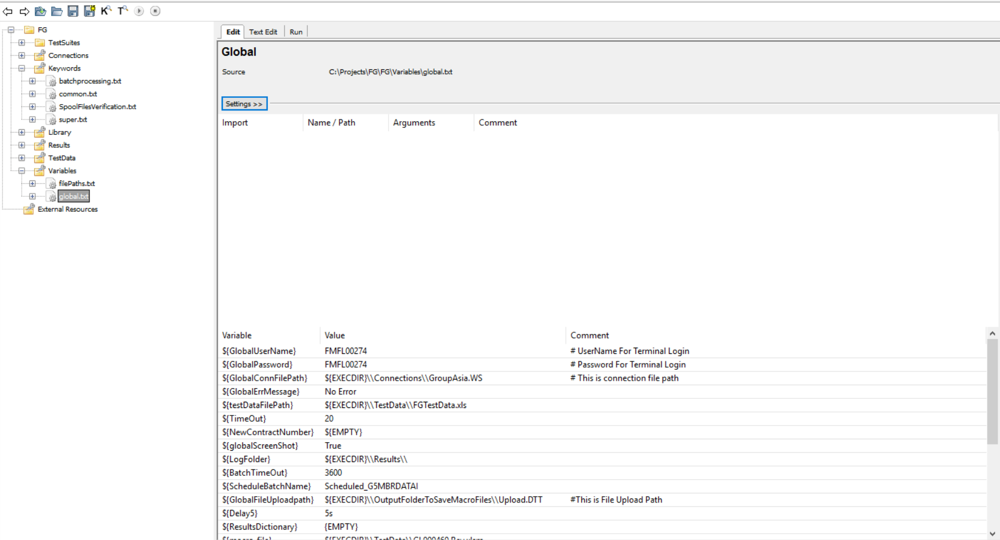 K T
FG
TestSuites
Connections
Keywords
batchprocessing.txt
common.txt
SpoolFilesVerification.txt
super.txt
Library
Results
TestData
Variables
filePaths.txt
global.txt
External Resources
Edit Text Edit Run
Global
Source C:\Projects\FG\FG\Variables\global.txt
Settings >>
Import Name / Path Arguments Comment
Variable Value Comment
${GlobalUserName} FMFL00274 # UserName For Terminal Login
${GlobalPassword} FMFL00274 # Password For Terminal Login
${GlobalConnFilePath} ${EXECDIR}\\Connections\\GroupAsia.WS # This is connection file path
${GlobalErrMessage} No Error
${testDataFilePath} ${EXECDIR}\\TestData\\FGTestData.xls
${TimeOut} 20
${NewContractNumber} ${EMPTY}
${globalScreenShot} True
${LogFolder} ${EXECDIR}\\Results\\
${BatchTimeOut} 3600
${ScheduleBatchName} Scheduled_G5MBRDATAI
${GlobalFileUploadpath} ${EXECDIR}\\OutputFolderToSaveMacroFiles\\Upload.DTT #This is File Upload Path
${Delay5} 5s
${ResultsDictionary} {EMPTY}
${macro_file} ${EXECDIR}\\TestData\\